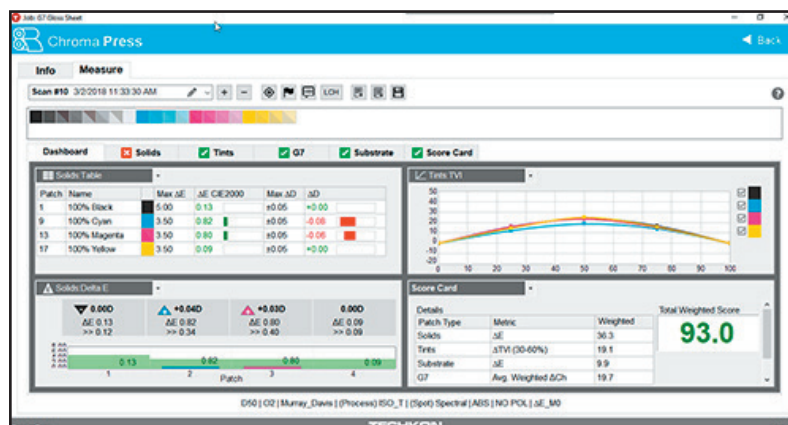 Job: G7 Gloss Sheet
Chroma Press
Back
Info Measure
Scan #10 3/2/2018 11:33:30 AM
+ − LCH
Dashboard Solids Tints G7 Substrate Score Card
Solids:Table
Patch Name Max ΔE ΔE CIE2000 Max ΔD ΔD
1 100% Black 5.00 0.13 ±0.05 +0.00
9 100% Cyan 3.50 0.82 ±0.05 -0.06
13 100% Magenta 3.50 0.80 ±0.05 -0.06
17 100% Yellow 3.50 0.09 ±0.05 +0.00
Tints:TVI
50
40
30
20
10
0
-10
-20
0 10 20 30 40 50 60 70 80 90 100
Solids:Delta E
0.00D +0.04D +0.03D 0.00D
ΔE 0.13 ΔE 0.82 ΔE 0.80 ΔE 0.09
>> 0.12 >> 0.34 >> 0.40 >> 0.09
0.13 0.82 0.80 0.09
1 2 3 4
Patch
Score Card
Details
Patch Type Metric Weighted
Solids ΔE 36.3
Tints ΔTVI (30-60%) 19.1
Substrate ΔE 9.9
G7 Avg. Weighted ΔCh 19.7
Total Weighted Score
93.0
D50 | O2 | Murray_Davis | (Process) ISO_T | (Spot) Spectral | ABS | NO POL | ΔE_M0
TECHKON